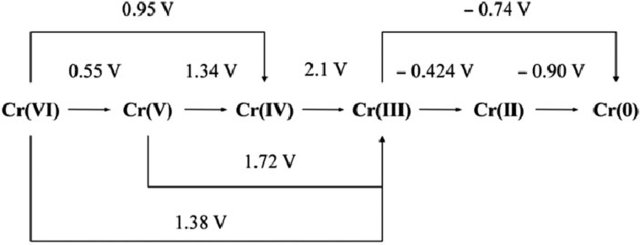 0.95 V – 0.74 V
0.55 V 1.34 V 2.1 V – 0.424 V – 0.90 V
Cr(VI) Cr(V) Cr(IV) Cr(III) Cr(II) Cr(0)
1.72 V
1.38 V